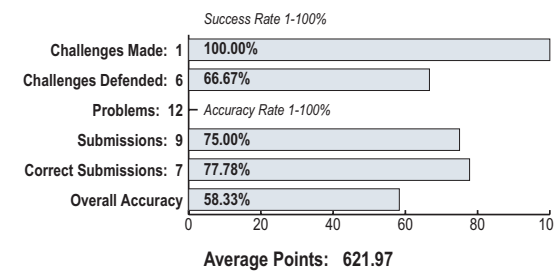 Success Rate 1-100%
Challenges Made: 1 100.00%
Challenges Defended: 6 66.67%
Problems: 12 Accuracy Rate 1-100%
Submissions: 9 75.00%
Correct Submissions: 7 77.78%
Overall Accuracy 58.33%
0 20 40 60 80 10
Average Points: 621.97